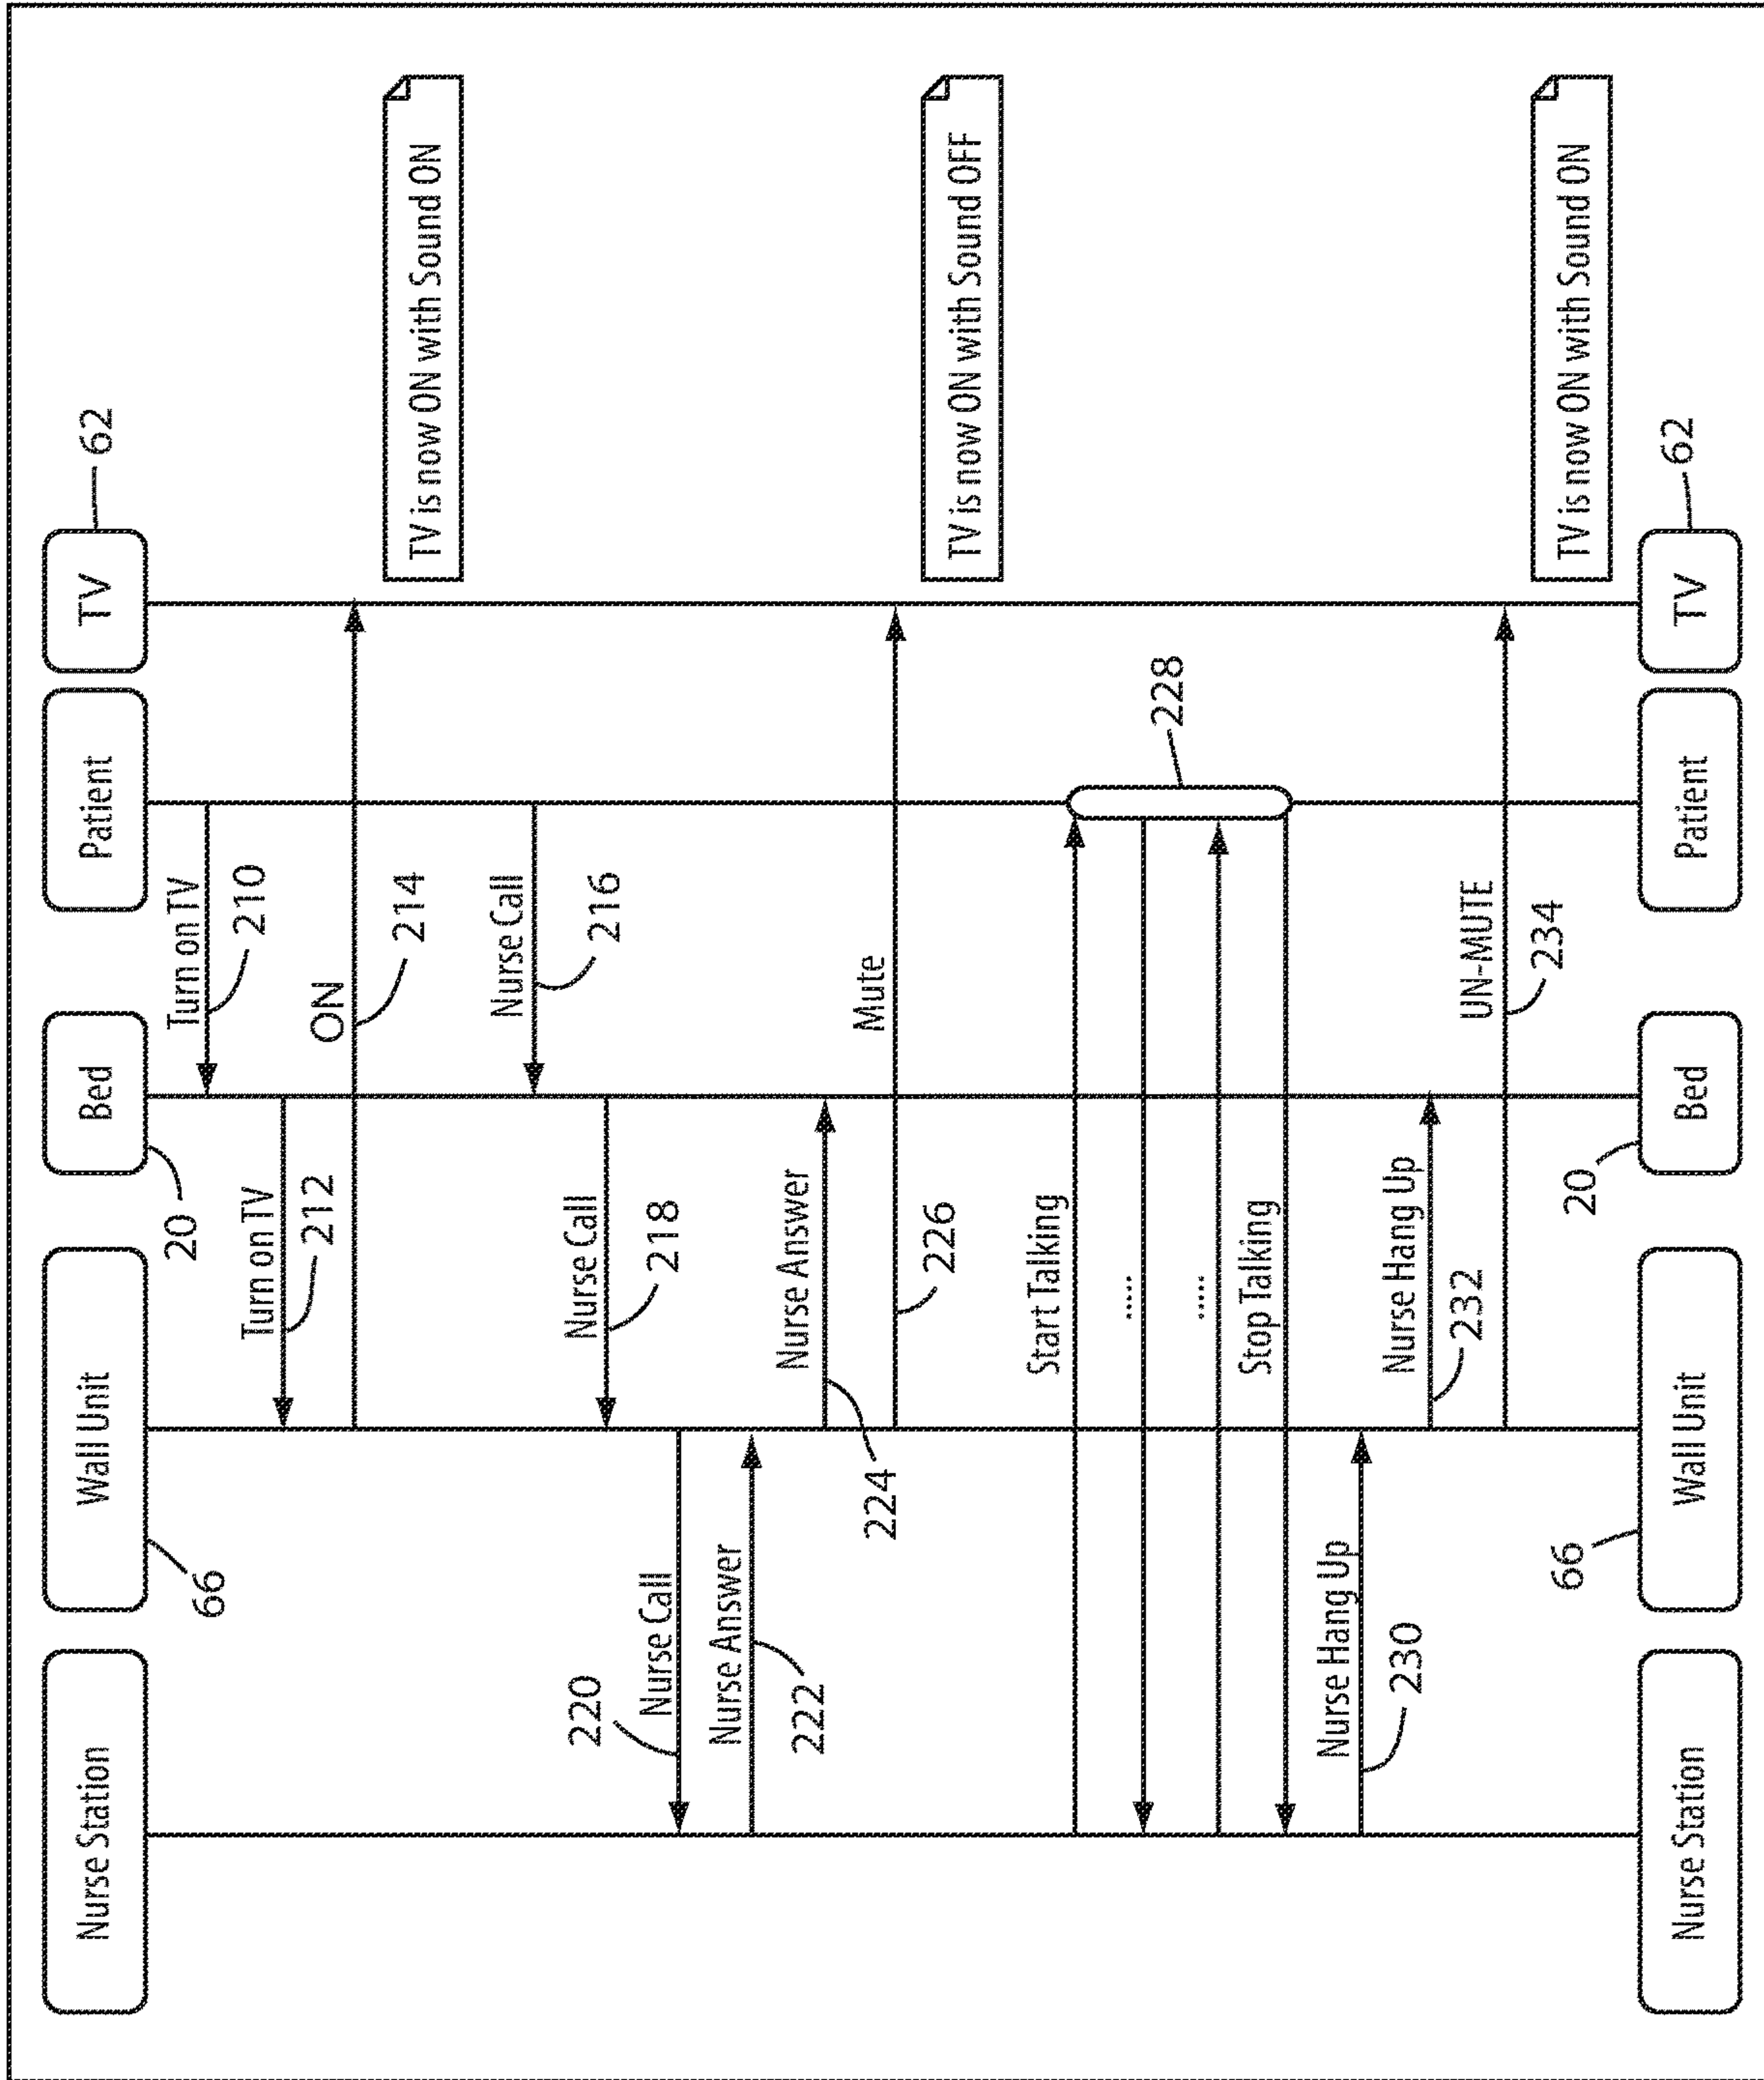 Nurse Station
Wall Unit
Bed
Patient
TV
66
20
62
Turn on TV
210
Turn on TV
212
ON
214
TV is now ON with Sound ON
Nurse Call
216
Nurse Call
218
220
Nurse Call
Nurse Answer
222
Nurse Answer
224
Mute
226
TV is now ON with Sound OFF
Start Talking
228
.....
.....
Stop Talking
Nurse Hang Up
230
Nurse Hang Up
232
UN-MUTE
234
TV is now ON with Sound ON
66
20
62
Nurse Station
Wall Unit
Bed
Patient
TV